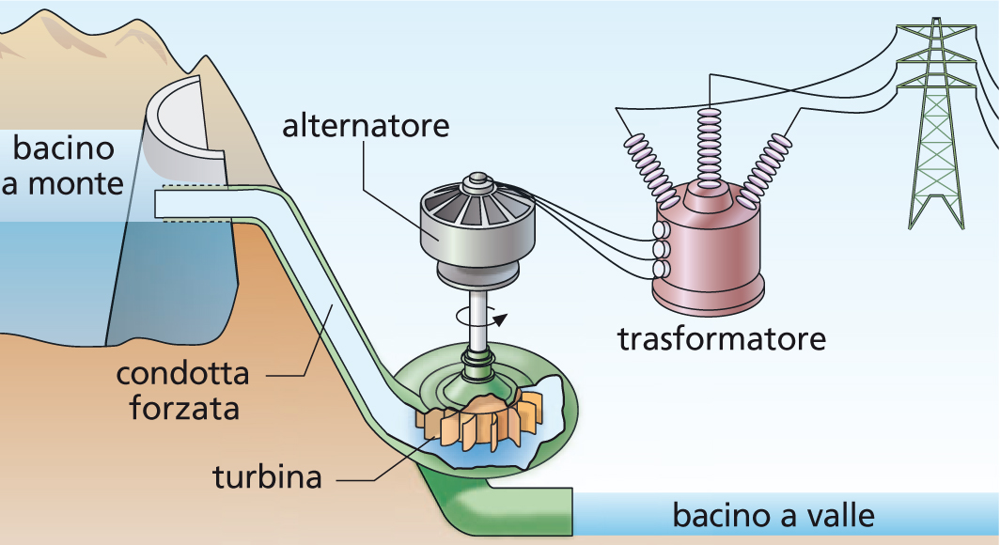 bacino
a monte
alternatore
trasformatore
condotta
forzata
turbina
bacino a valle